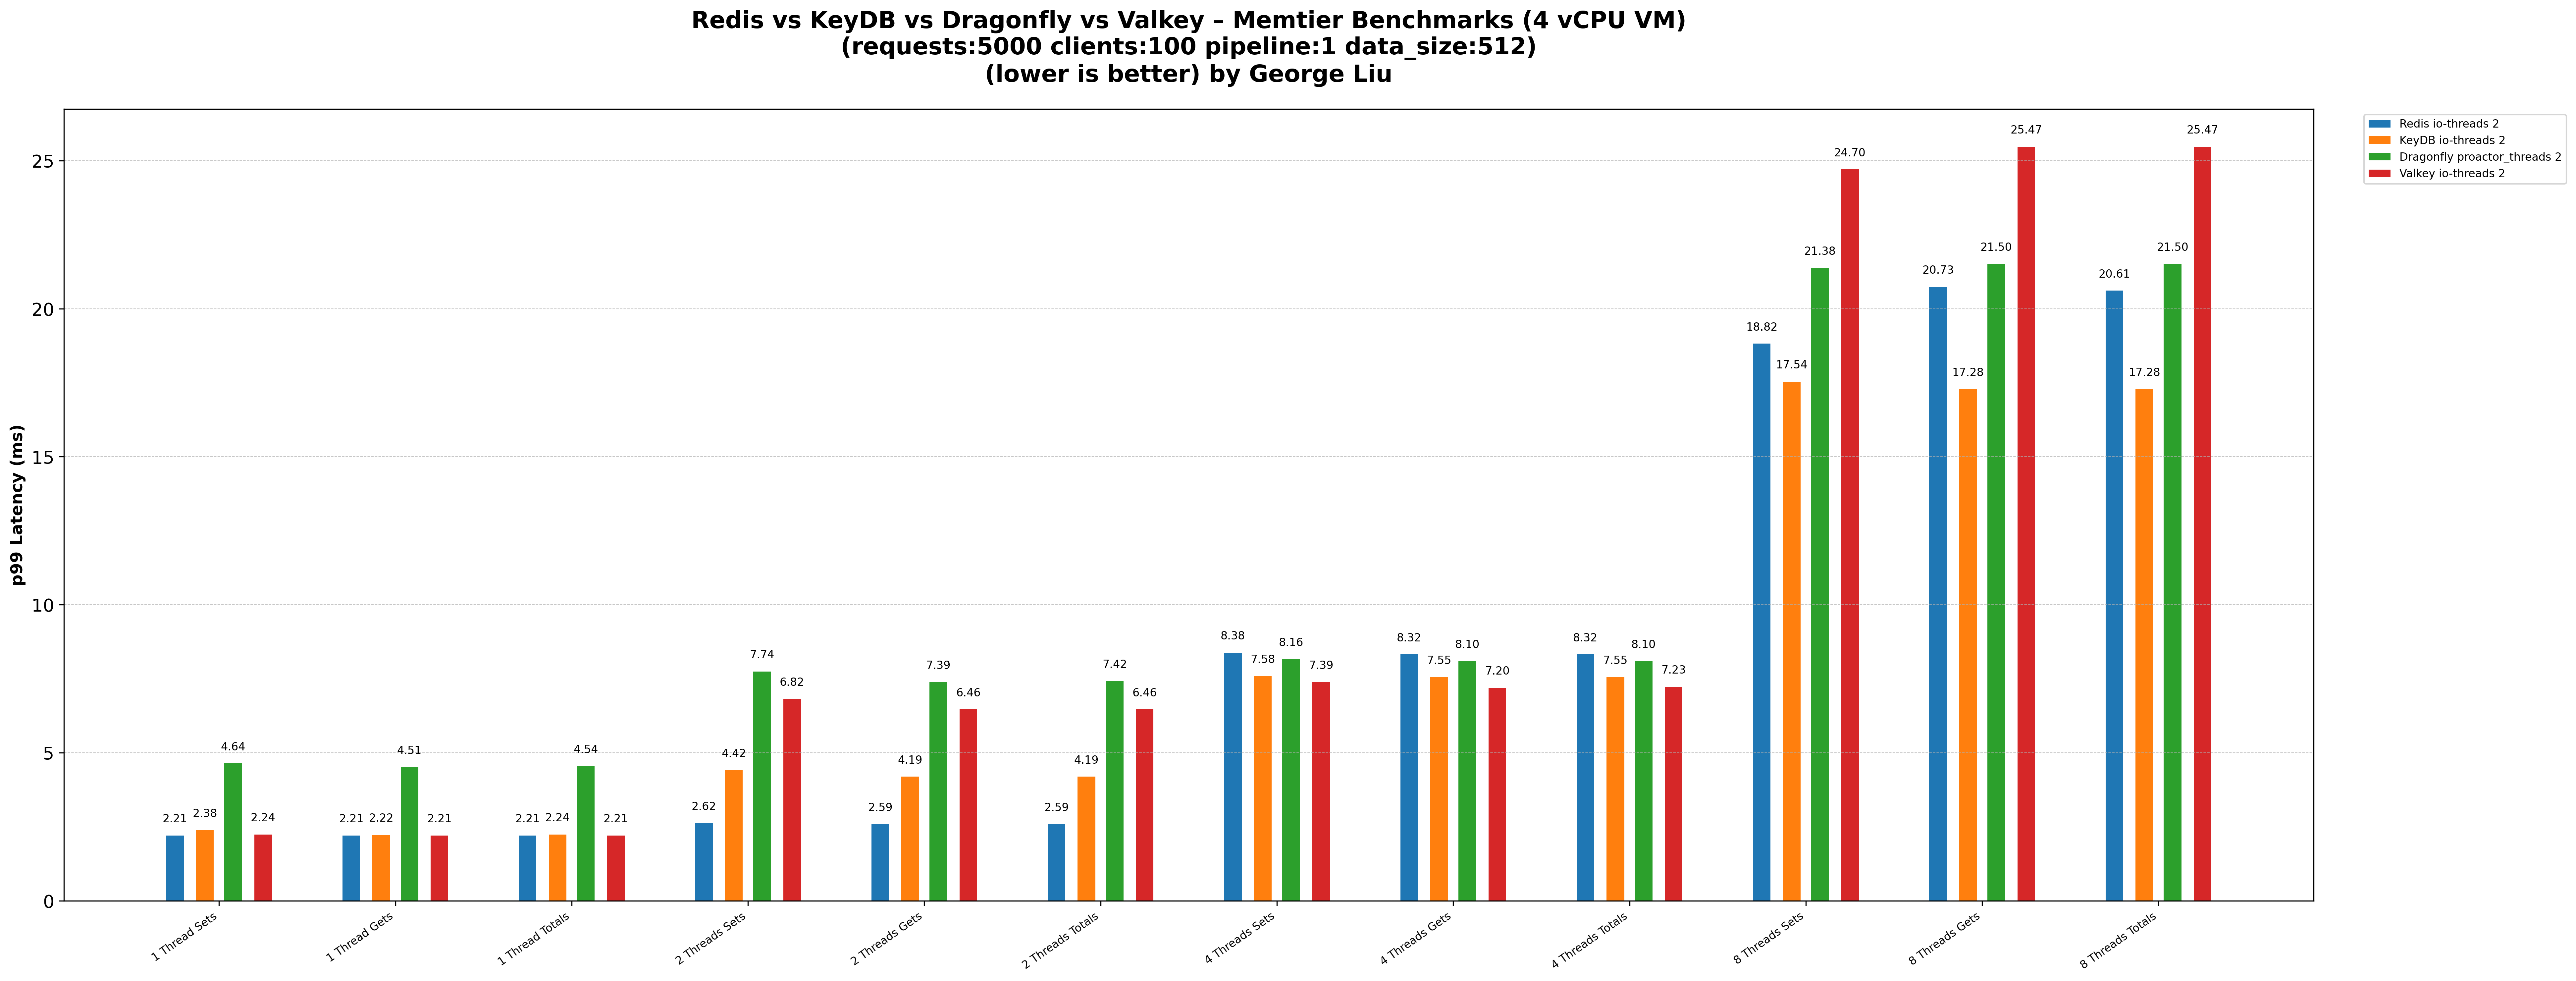 Redis vs KeyDB vs Dragonfly vs Valkey – Memtier Benchmarks (4 vCPU VM)
(requests:5000 clients:100 pipeline:1 data_size:512)
(lower is better) by George Liu
Redis io-threads 2
KeyDB io-threads 2
Dragonfly proactor_threads 2
Valkey io-threads 2
p99 Latency (ms)
25
20
15
10
5
0
2.21 2.38 4.64 2.24
2.21 2.22 4.51 2.21
2.21 2.24 4.54 2.21
2.62 4.42 7.74 6.82
2.59 4.19 7.39 6.46
2.59 4.19 7.42 6.46
8.38 7.58 8.16 7.39
8.32 7.55 8.10 7.20
8.32 7.55 8.10 7.23
18.82 17.54 21.38 24.70
20.73 17.28 21.50 25.47
20.61 17.28 21.50 25.47
1 Thread Sets
1 Thread Gets
1 Thread Totals
2 Threads Sets
2 Threads Gets
2 Threads Totals
4 Threads Sets
4 Threads Gets
4 Threads Totals
8 Threads Sets
8 Threads Gets
8 Threads Totals